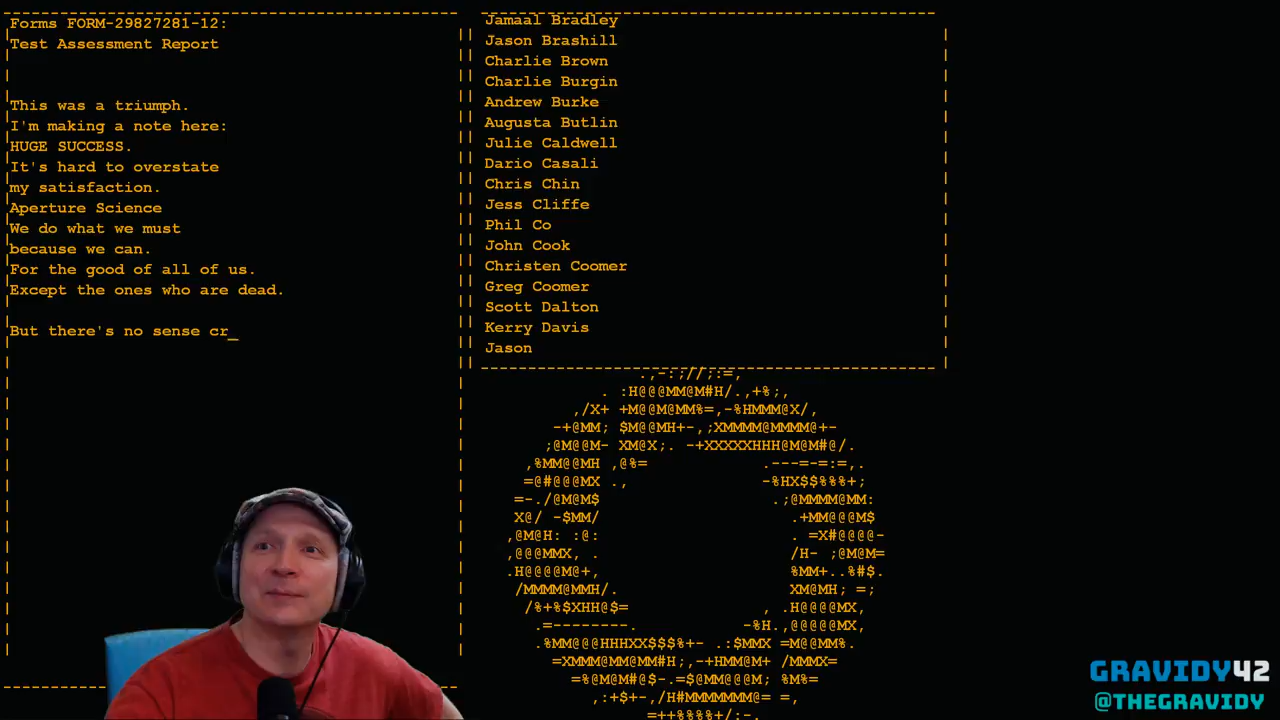 Forms FORM-29827281-12:
Test Assessment Report
This was a triumph.
I'm making a note here:
HUGE SUCCESS.
It's hard to overstate
my satisfaction.
Aperture Science
We do what we must
because we can.
For the good of all of us.
Except the ones who are dead.
But there's no sense cr_
Jamaal Bradley
Jason Brashill
Charlie Brown
Charlie Burgin
Andrew Burke
Augusta Butlin
Julie Caldwell
Dario Casali
Chris Chin
Jess Cliffe
Phil Co
John Cook
Christen Coomer
Greg Coomer
Scott Dalton
Kerry Davis
Jason
GRAVIDY42
@THEGRAVIDY